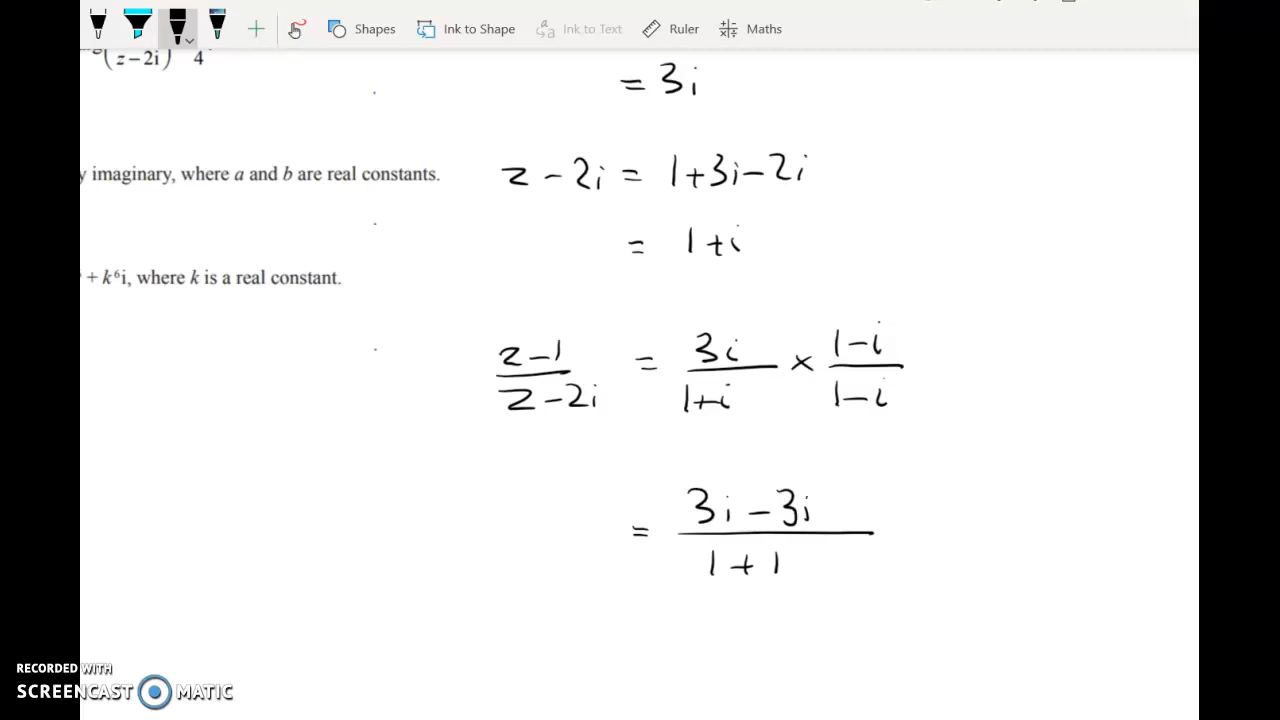 Shapes Ink to Shape Ink to Text Ruler Maths
(z−2i) 4
= 3i
y imaginary, where a and b are real constants.
z − 2i = 1+3i−2i
= 1+i
+ k⁶i, where k is a real constant.
z−1 / z−2i = 3i / 1+i × 1−i / 1−i
= 3i − 3i / 1 + 1
RECORDED WITH
SCREENCAST MATIC